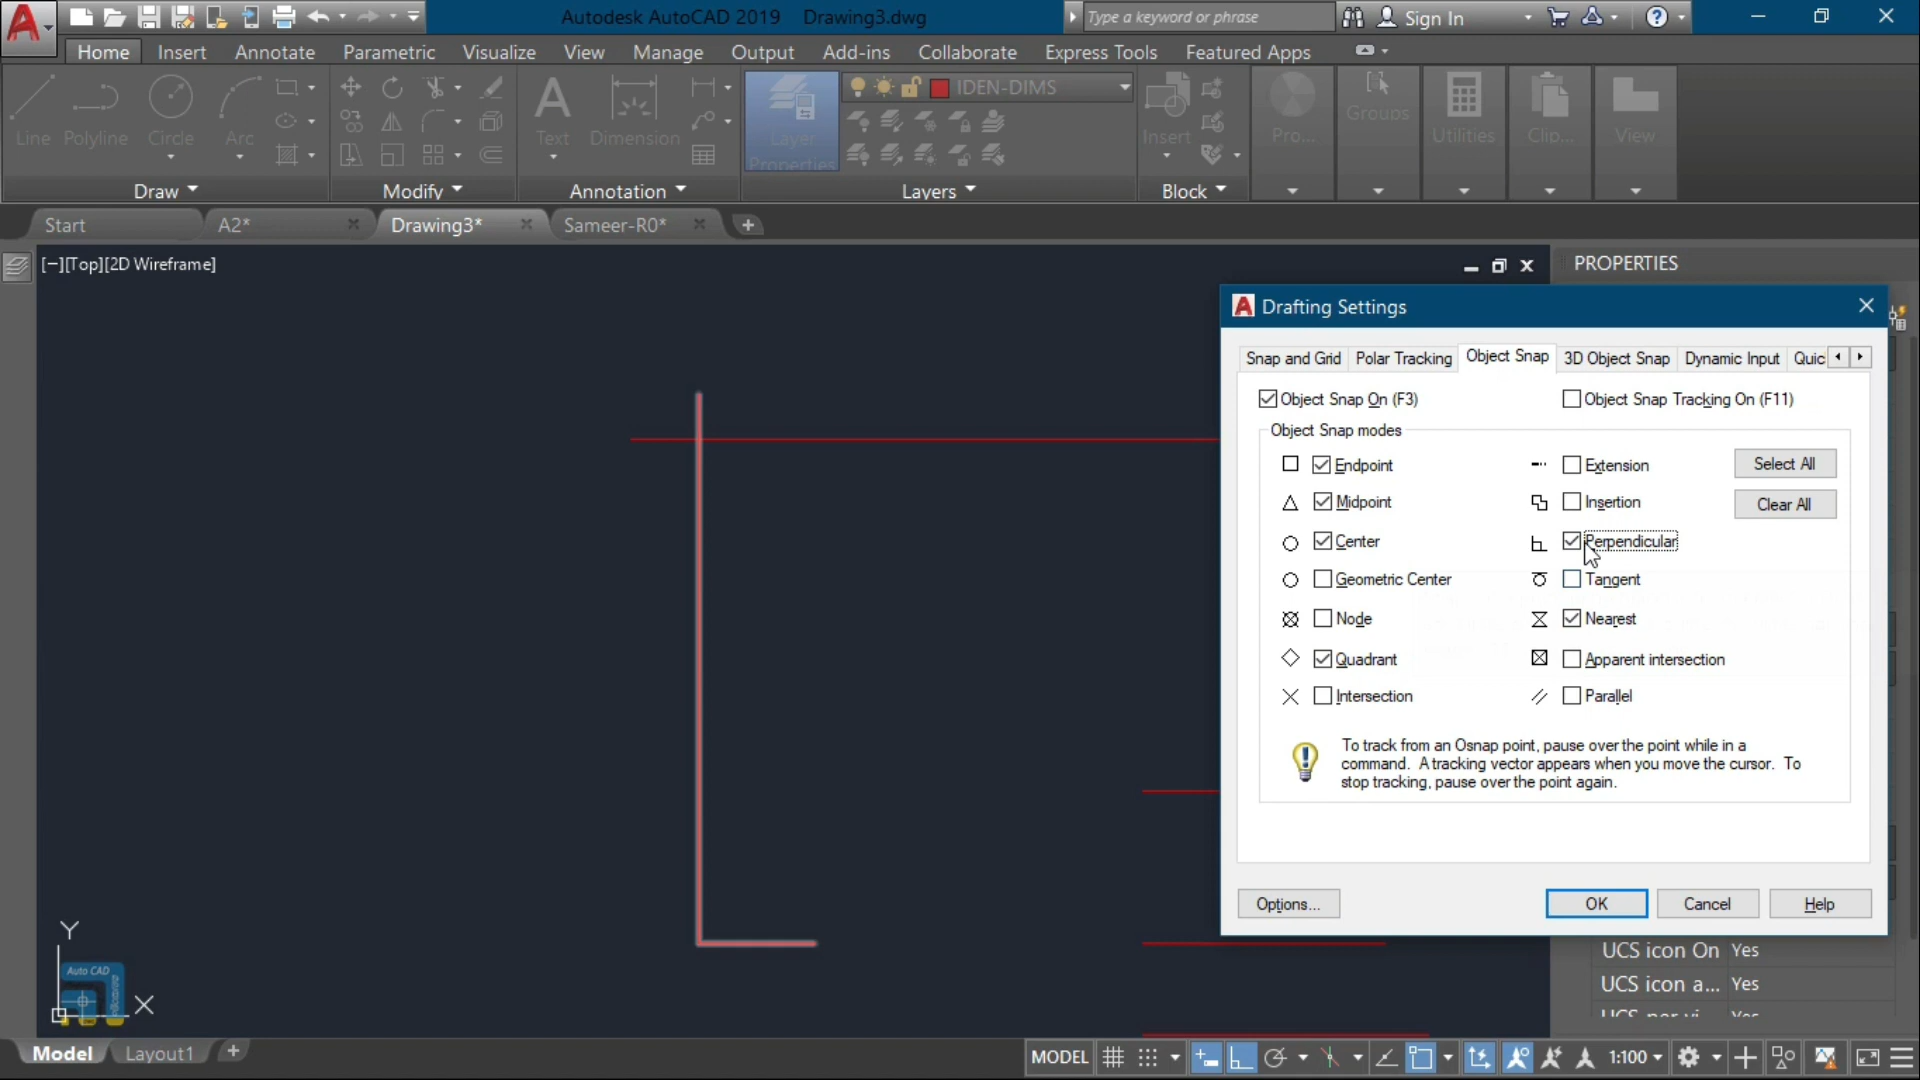 Autodesk AutoCAD 2019 Drawing3.dwg
Type a keyword or phrase
Sign In
Home Insert Annotate Parametric Visualize View Manage Output Add-ins Collaborate Express Tools Featured Apps
IDEN-DIMS
Line Polyline Circle Arc Text Dimension Layer Properties Insert Pro... Groups Utilities Clip... View
Draw Modify Annotation Layers Block
Start A2* Drawing3* Sameer-R0*
[−][Top][2D Wireframe]
PROPERTIES
Drafting Settings
Snap and Grid Polar Tracking Object Snap 3D Object Snap Dynamic Input Quic
Object Snap On (F3) Object Snap Tracking On (F11)
Object Snap modes
Endpoint Extension Select All
Midpoint Insertion Clear All
Center Perpendicular
Geometric Center Tangent
Node Nearest
Quadrant Apparent intersection
Intersection Parallel
To track from an Osnap point, pause over the point while in a
command. A tracking vector appears when you move the cursor. To
stop tracking, pause over the point again.
Options... OK Cancel Help
UCS icon On Yes
UCS icon a... Yes
Y
Auto CAD
X
Model Layout1
MODEL 1:100